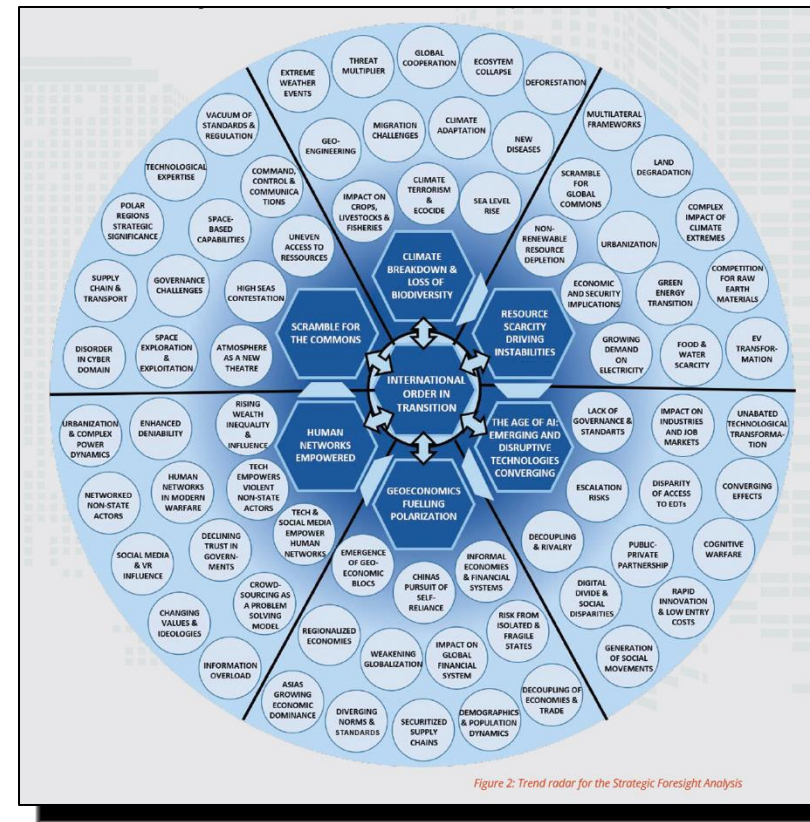 EXTREME
WEATHER
EVENTS
THREAT
MULTIPLIER
GLOBAL
COOPERATION
ECOSYTEM
COLLAPSE
DEFORESTATION
GEO-
ENGINEERING
MIGRATION
CHALLENGES
CLIMATE
ADAPTATION
NEW
DISEASES
IMPACT ON
CROPS,
LIVESTOCKS &
FISHERIES
CLIMATE
TERRORISM
&
ECOCIDE
SEA LEVEL
RISE
CLIMATE
BREAKDOWN &
LOSS OF
BIODIVERSITY
MULTILATERAL
FRAMEWORKS
LAND
DEGRADATION
SCRAMBLE
FOR
GLOBAL
COMMONS
COMPLEX
IMPACT OF
CLIMATE
EXTREMES
NON-
RENEWABLE
RESOURCE
DEPLETION
URBANIZATION
COMPETITION
FOR RAW
EARTH
MATERIALS
ECONOMIC
AND SECURITY
IMPLICATIONS
GREEN
ENERGY
TRANSITION
GROWING
DEMAND
ON
ELECTRICITY
FOOD &
WATER
SCARCITY
EV
TRANSFOR-
MATION
RESOURCE
SCARCITY
DRIVING
INSTABILITIES
VACUUM OF
STANDARDS &
REGULATION
TECHNOLOGICAL
EXPERTISE
COMMAND,
CONTROL &
COMMUNICA
TIONS
POLAR
REGIONS
STRATEGIC
SIGNIFICANCE
SPACE-
BASED
CAPABILITIES
UNEVEN
ACCESS TO
RESSOURCES
SUPPLY
CHAIN &
TRANSPORT
GOVERNANCE
CHALLENGES
HIGH SEAS
CONTESTATION
DISORDER
IN CYBER
DOMAIN
SPACE
EXPLORATION
&
EXPLOITATION
ATMOSPHERE
AS A NEW
THEATRE
SCRAMBLE FOR
THE COMMONS
INTERNATIONAL
ORDER IN
TRANSITION
HUMAN
NETWORKS
EMPOWERED
URBANIZATION
& COMPLEX
POWER
DYNAMICS
ENHANCED
DENIABILITY
RISING
WEALTH
INEQUALITY
&
INFLUENCE
NETWORKED
NON-STATE
ACTORS
HUMAN
NETWORKS
IN MODERN
WARFARE
TECH
EMPOWERS
VIOLENT
NON-STATE
ACTORS
SOCIAL MEDIA
& VR
INFLUENCE
DECLINING
TRUST IN
GOVERN-
MENTS
TECH &
SOCIAL MEDIA
EMPOWER
HUMAN
NETWORKS
CHANGING
VALUES &
IDEOLOGIES
CROWD-
SOURCING AS
A PROBLEM
SOLVING
MODEL
INFORMATION
OVERLOAD
THE AGE OF AI:
EMERGING AND
DISRUPTIVE
TECHNOLOGIES
CONVERGING
LACK OF
GOVERNANCE &
STANDARTS
IMPACT ON
INDUSTRIES
AND JOB
MARKETS
UNABATED
TECHNOLOGICAL
TRANSFORMA-
TION
ESCALATION
RISKS
DISPARITY
OF ACCESS
TO EDTs
CONVERGING
EFFECTS
DECOUPLING
& RIVALRY
PUBLIC-
PRIVATE
PARTNERSHIP
COGNITIVE
WARFARE
DIGITAL
DIVIDE &
SOCIAL
DISPARITIES
RAPID
INNOVATION
& LOW ENTRY
COSTS
GENERATION
OF SOCIAL
MOVEMENTS
GEOECONOMICS
FUELLING
POLARIZATION
EMERGENCE
OF GEO-
ECONOMIC
BLOCS
CHINAS
PURSUIT OF
SELF-
RELIANCE
INFORMAL
ECONOMIES
& FINANCIAL
SYSTEMS
REGIONALIZED
ECONOMIES
WEAKENING
GLOBALIZATION
IMPACT ON
GLOBAL
FINANCIAL
SYSTEM
RISK FROM
ISOLATED &
FRAGILE
STATES
ASIAS
GROWING
ECONOMIC
DOMINANCE
DIVERGING
NORMS &
STANDARDS
SECURITIZED
SUPPLY
CHAINS
DEMOGRAPHICS
& POPULATION
DYNAMICS
DECOUPLING OF
ECONOMIES &
TRADE
Figure 2: Trend radar for the Strategic Foresight Analysis